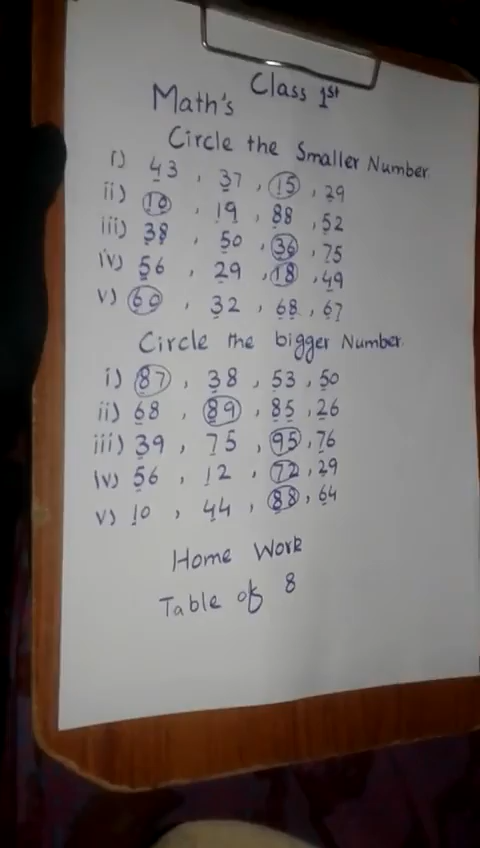 Class 1st
Math's
Circle the Smaller Number
i) 43 , 37 , 15 , 29
ii) 10 , 19 , 88 , 52
iii) 38 , 50 , 36 , 75
iv) 56 , 29 , 18 , 49
v) 60 , 32 , 68 , 67
Circle the bigger Number
i) 87 , 38 , 53 , 50
ii) 68 , 89 , 85 , 26
iii) 39 , 75 , 95 , 76
iv) 56 , 12 , 72 , 29
v) 10 , 44 , 88 , 64
Home Work
Table of 8